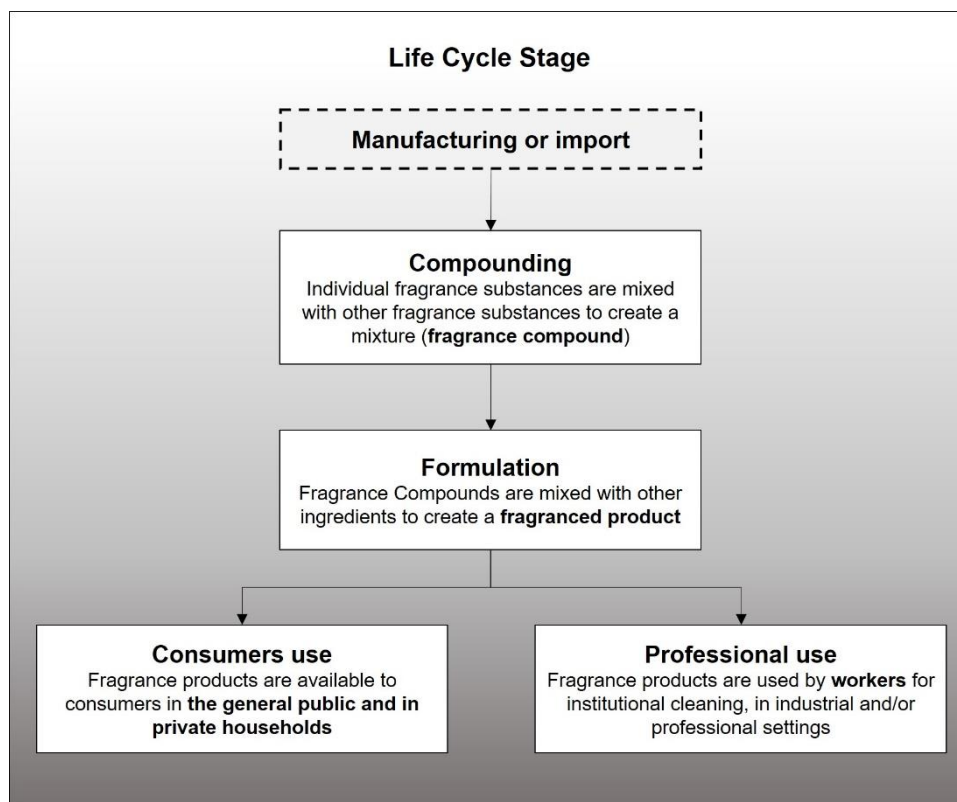 Life Cycle Stage
Manufacturing or import
Compounding
Individual fragrance substances are mixed
with other fragrance substances to create a
mixture (fragrance compound)
Formulation
Fragrance Compounds are mixed with other
ingredients to create a fragranced product
Consumers use
Fragrance products are available to
consumers in the general public and in
private households
Professional use
Fragrance products are used by workers for
institutional cleaning, in industrial and/or
professional settings